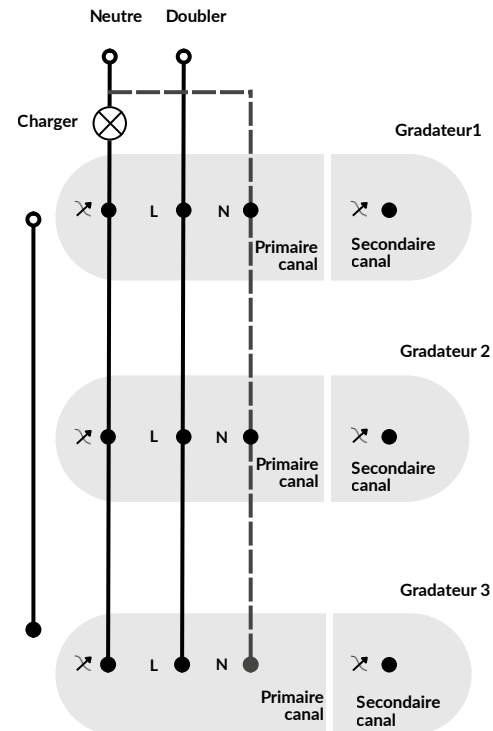 Neutre Doubler
Charger
Gradateur1
L N
Primaire
canal
Secondaire
canal
Gradateur 2
L N
Primaire
canal
Secondaire
canal
Gradateur 3
L N
Primaire
canal
Secondaire
canal